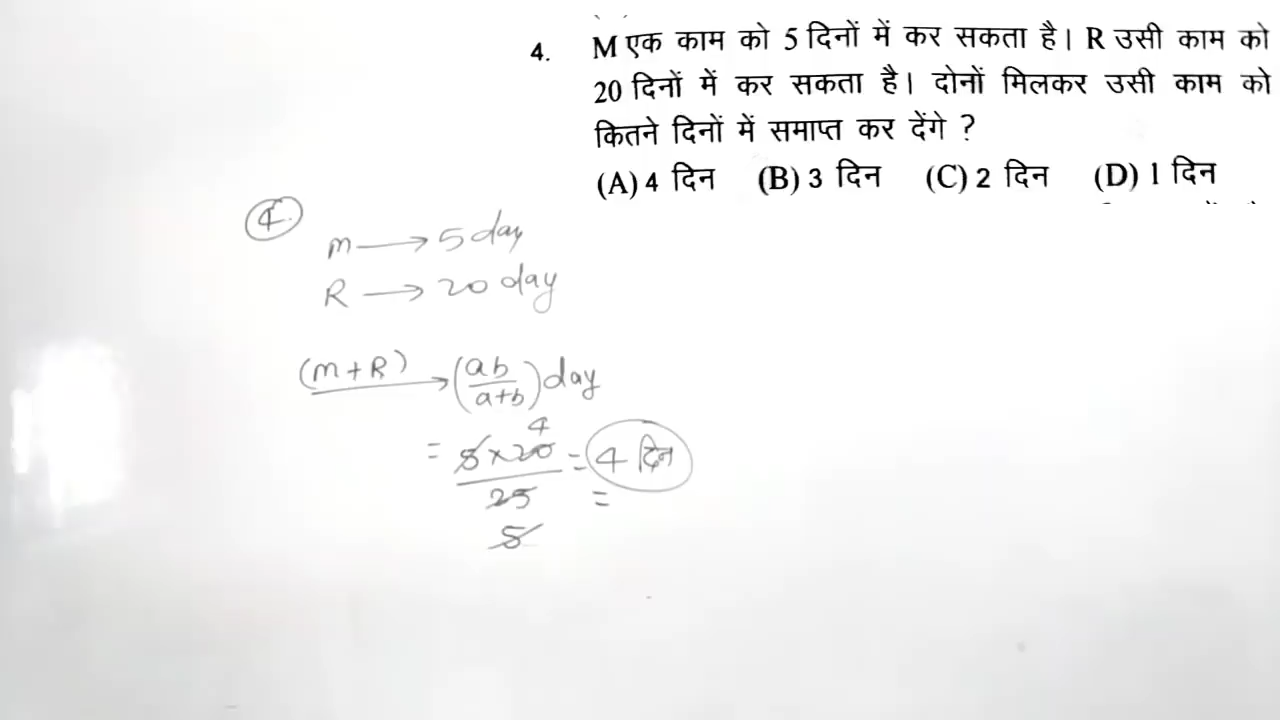 4. M एक काम को 5 दिनों में कर सकता है। R उसी काम को
20 दिनों में कर सकता है। दोनों मिलकर उसी काम को
कितने दिनों में समाप्त कर देंगे ?
(A) 4 दिन (B) 3 दिन (C) 2 दिन (D) 1 दिन
4.
M → 5 day
R → 20 day
(M+R) → (ab/a+b) day
4
= 5×20 = 4 दिन
25 =
5